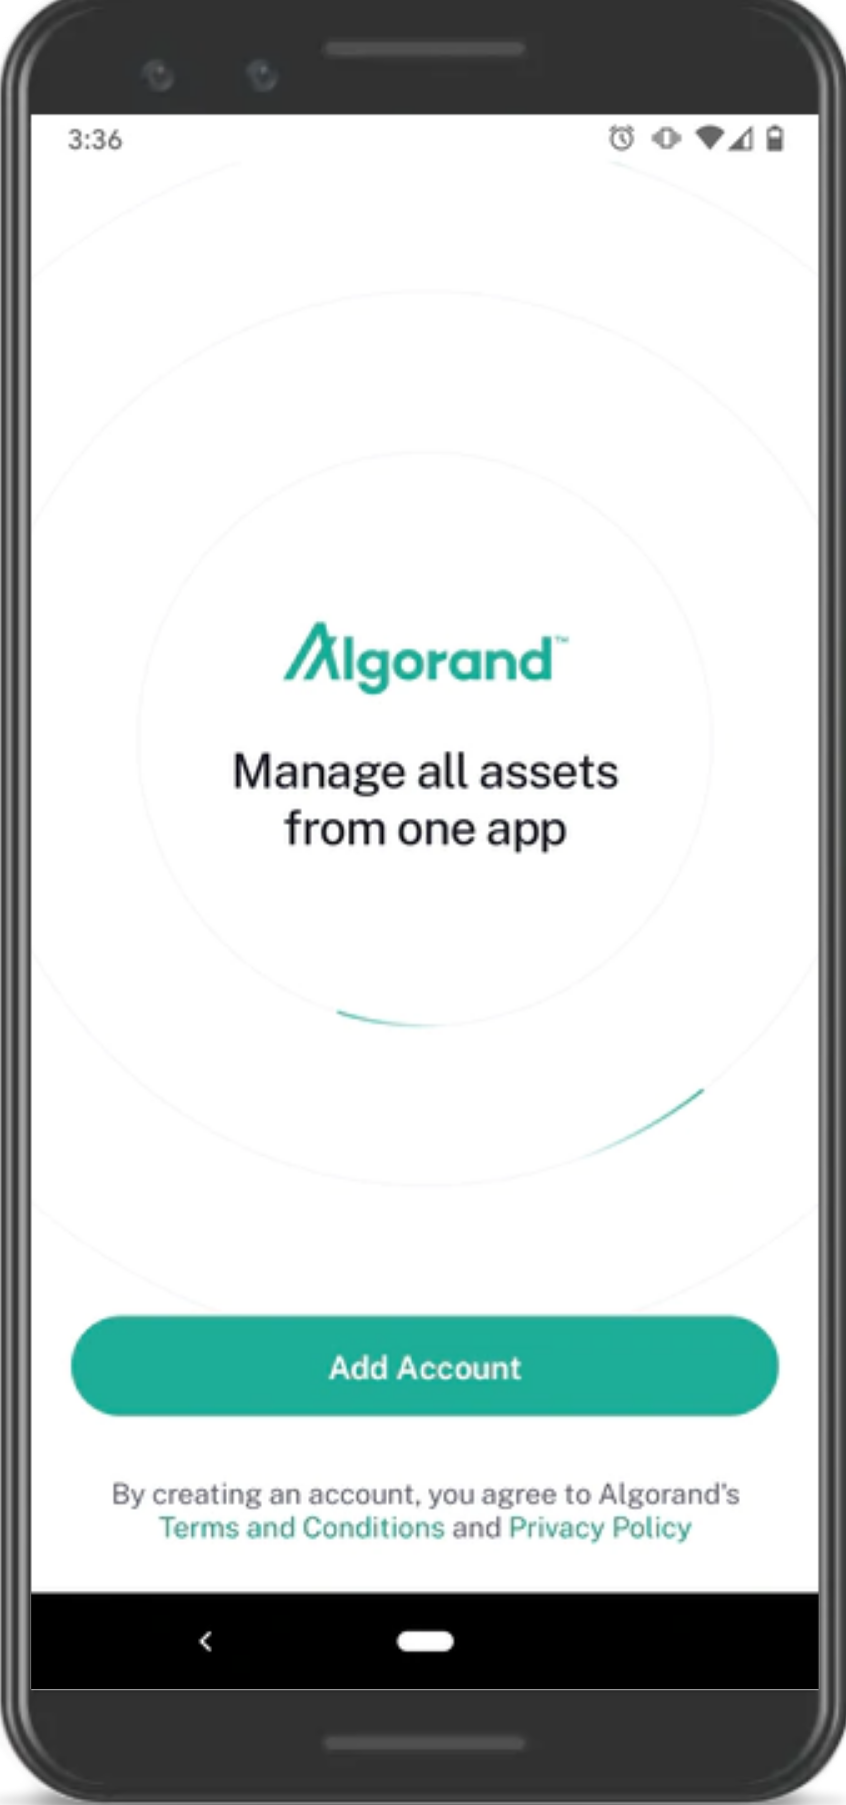 3:36
Algorand™
Manage all assets
from one app
Add Account
By creating an account, you agree to Algorand's
Terms and Conditions and Privacy Policy